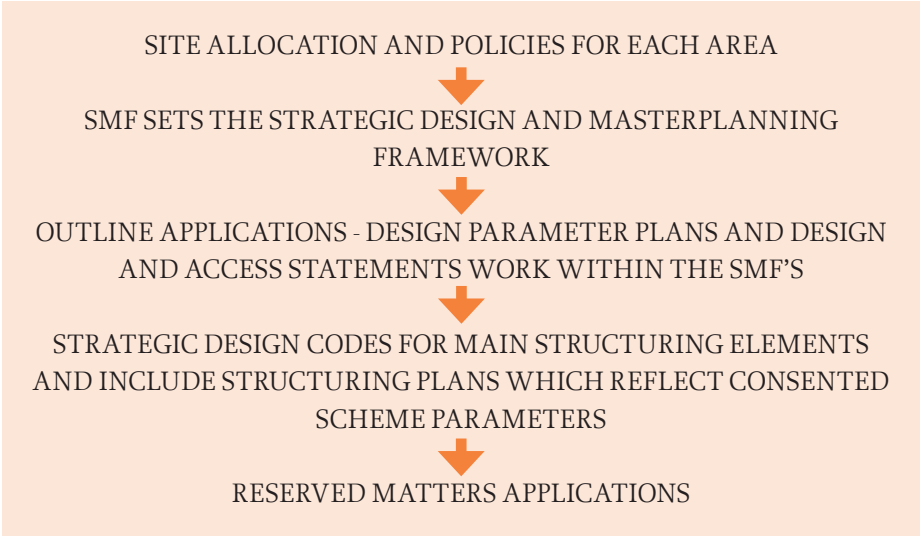 SITE ALLOCATION AND POLICIES FOR EACH AREA
SMF SETS THE STRATEGIC DESIGN AND MASTERPLANNING
FRAMEWORK
OUTLINE APPLICATIONS - DESIGN PARAMETER PLANS AND DESIGN
AND ACCESS STATEMENTS WORK WITHIN THE SMF’S
STRATEGIC DESIGN CODES FOR MAIN STRUCTURING ELEMENTS
AND INCLUDE STRUCTURING PLANS WHICH REFLECT CONSENTED
SCHEME PARAMETERS
RESERVED MATTERS APPLICATIONS